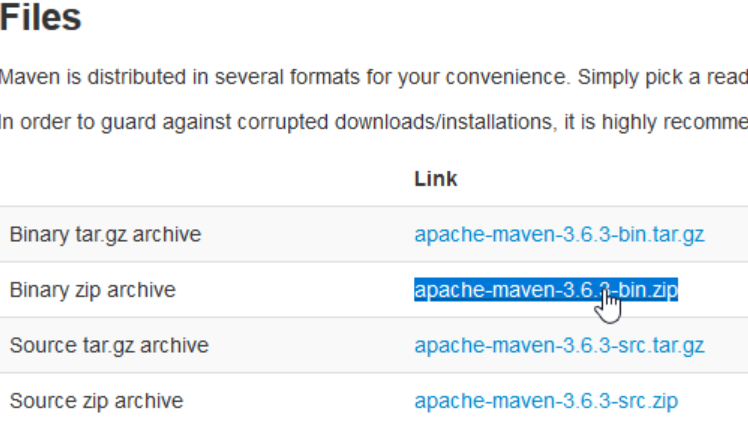 Files
Maven is distributed in several formats for your convenience. Simply pick a
In order to guard against corrupted downloads/installations, it is highly
Link
Binary tar.gz archive apache-maven-3.6.3-bin.tar.gz
Binary zip archive apache-maven-3.6.3-bin.zip
Source tar.gz archive apache-maven-3.6.3-src.tar.gz
Source zip archive apache-maven-3.6.3-src.zip